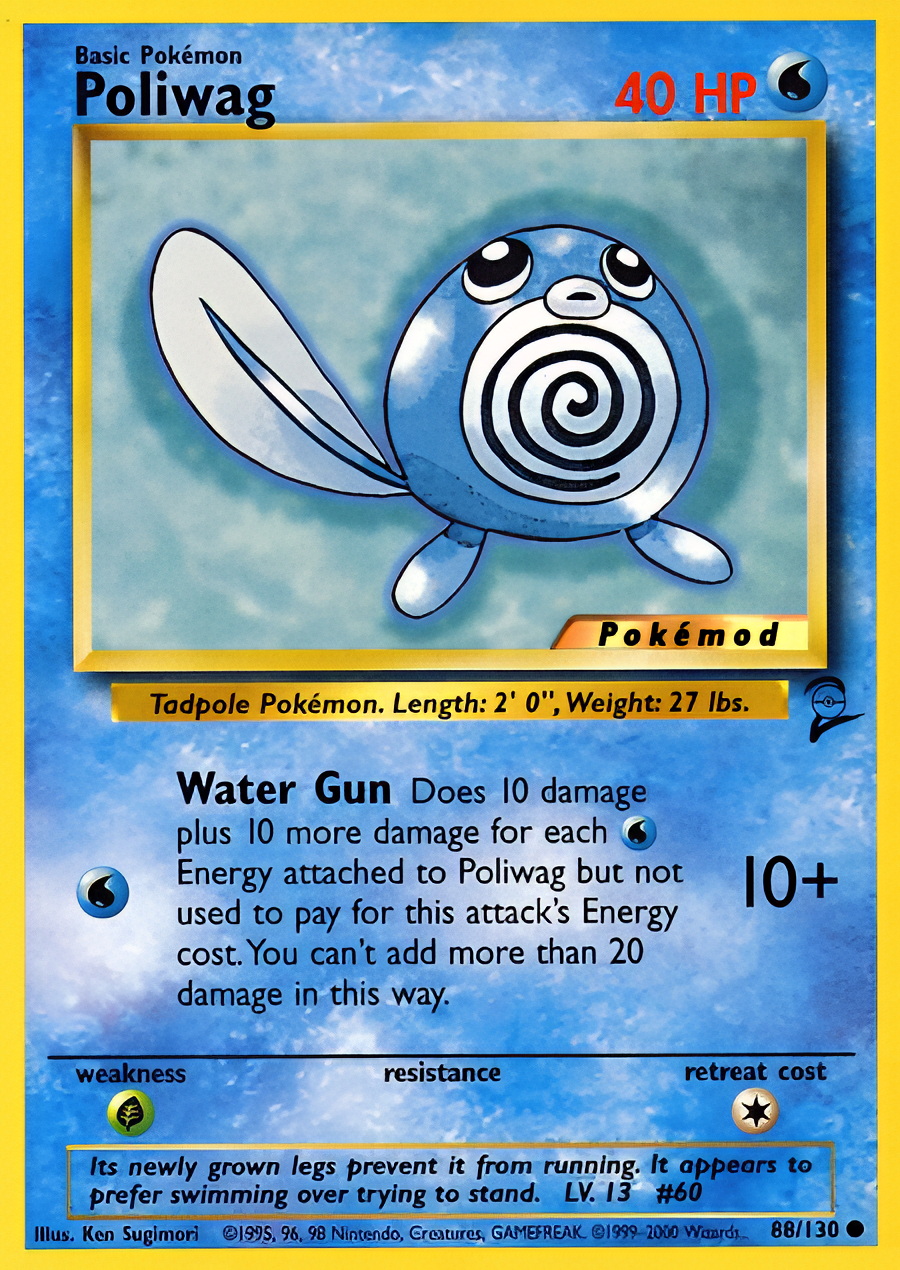 Basic Pokémon
Poliwag
40 HP
Pokémod
Tadpole Pokémon. Length: 2' 0", Weight: 27 lbs.
Water Gun Does 10 damage
plus 10 more damage for each
Energy attached to Poliwag but not
used to pay for this attack's Energy
cost. You can't add more than 20
damage in this way.
10+
weakness
resistance
retreat cost
Its newly grown legs prevent it from running. It appears to
prefer swimming over trying to stand. LV. 13 #60
Illus. Ken Sugimori ©1995, 96, 98 Nintendo, Creatures, GAMEFREAK. ©1999-2000 Wizards. 88/130